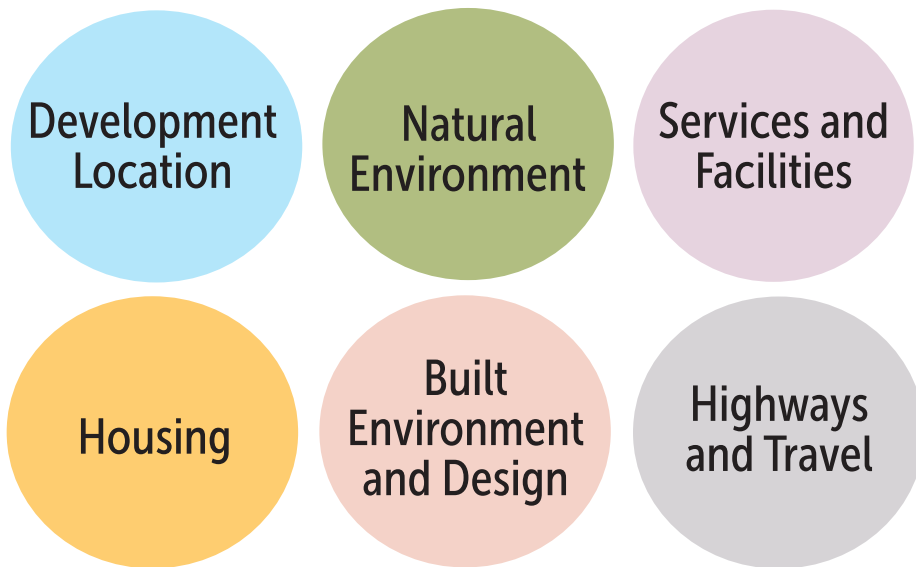 Development
Location
Natural
Environment
Services and
Facilities
Housing
Built
Environment
and Design
Highways
and Travel